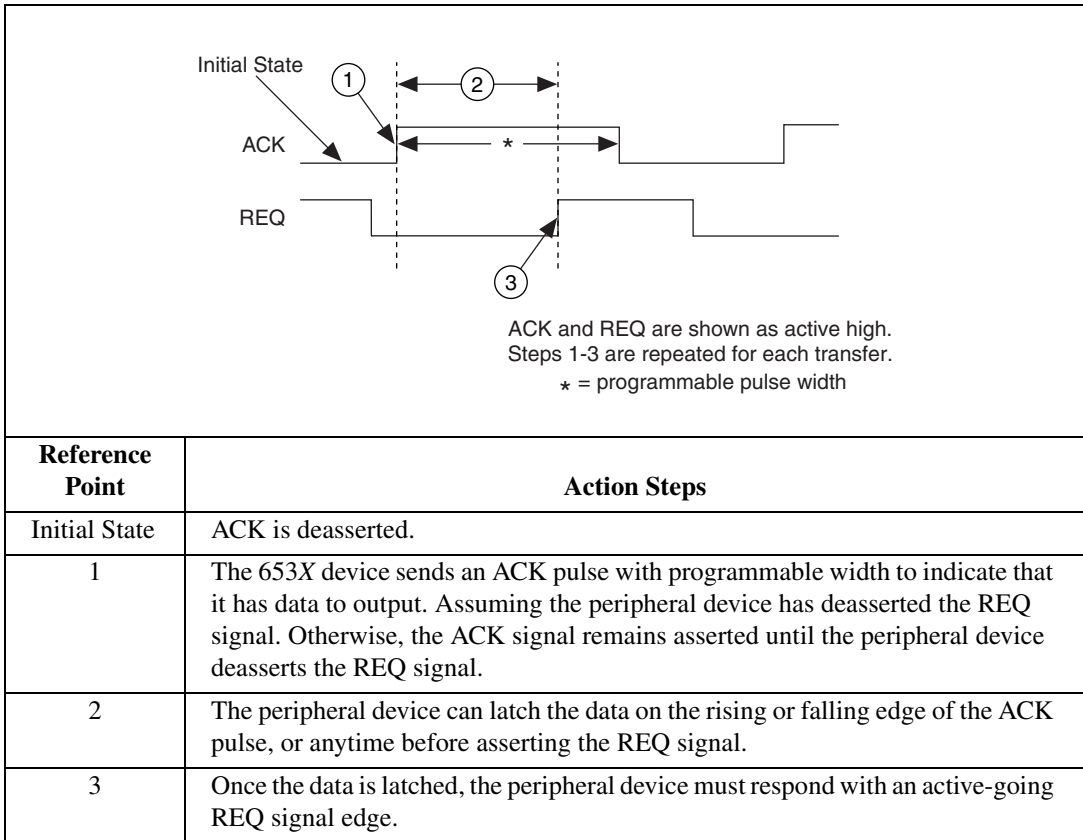 Initial State
1
2
ACK
*
REQ
3
ACK and REQ are shown as active high.
Steps 1-3 are repeated for each transfer.
* = programmable pulse width
Reference
Point
Action Steps
Initial State
ACK is deasserted.
1
The 653X device sends an ACK pulse with programmable width to indicate that
it has data to output. Assuming the peripheral device has deasserted the REQ
signal. Otherwise, the ACK signal remains asserted until the peripheral device
deasserts the REQ signal.
2
The peripheral device can latch the data on the rising or falling edge of the ACK
pulse, or anytime before asserting the REQ signal.
3
Once the data is latched, the peripheral device must respond with an active-going
REQ signal edge.